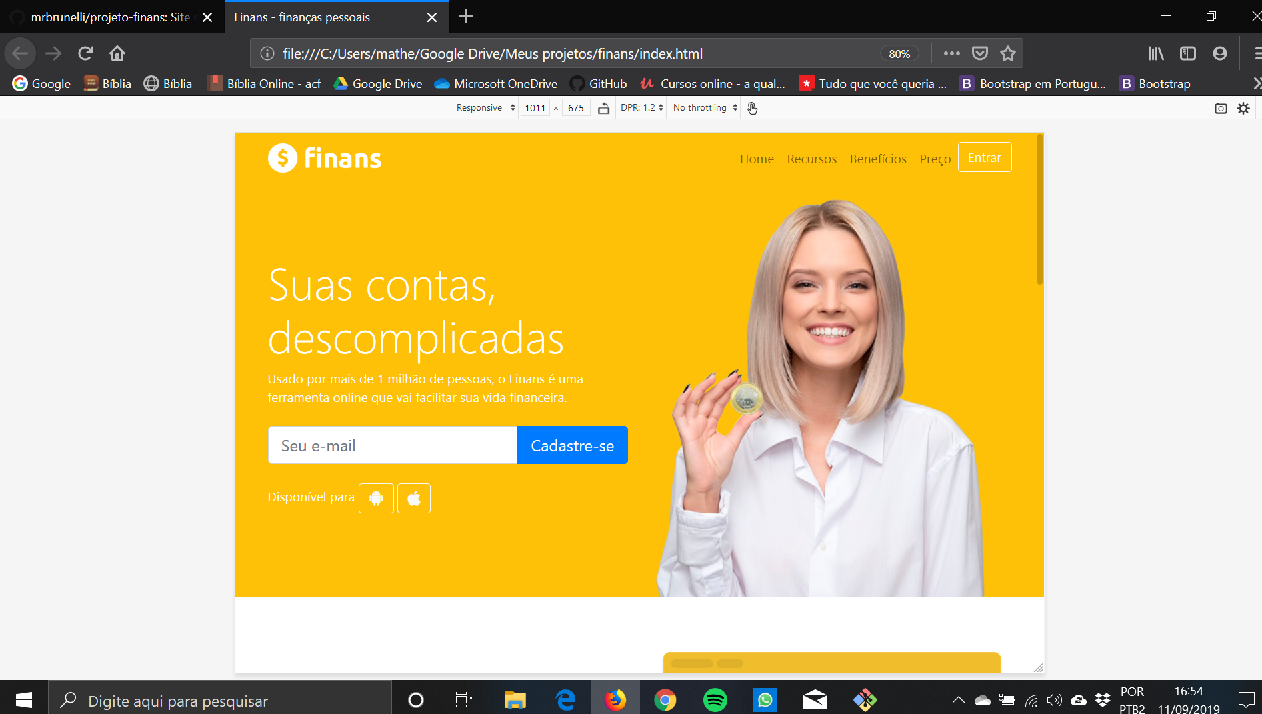 mrbrunelli/projeto-finans: Site
Finans - finanças pessoais
file:///C:/Users/mathe/Google Drive/Meus projetos/finans/index.html
80%
Google Bíblia Bíblia Bíblia Online - acf Google Drive Microsoft OneDrive GitHub Cursos online - a qual... Tudo que você queria ... Bootstrap em Portugu... Bootstrap
Responsive 1011 × 675 DPR: 1.2 No throttling
finans
Home Recursos Benefícios Preço Entrar
Suas contas,
descomplicadas
Usado por mais de 1 milhão de pessoas, o Finans é uma
ferramenta online que vai facilitar sua vida financeira.
Seu e-mail Cadastre-se
Disponível para
Digite aqui para pesquisar
POR 16:54
PTB2 11/09/2019